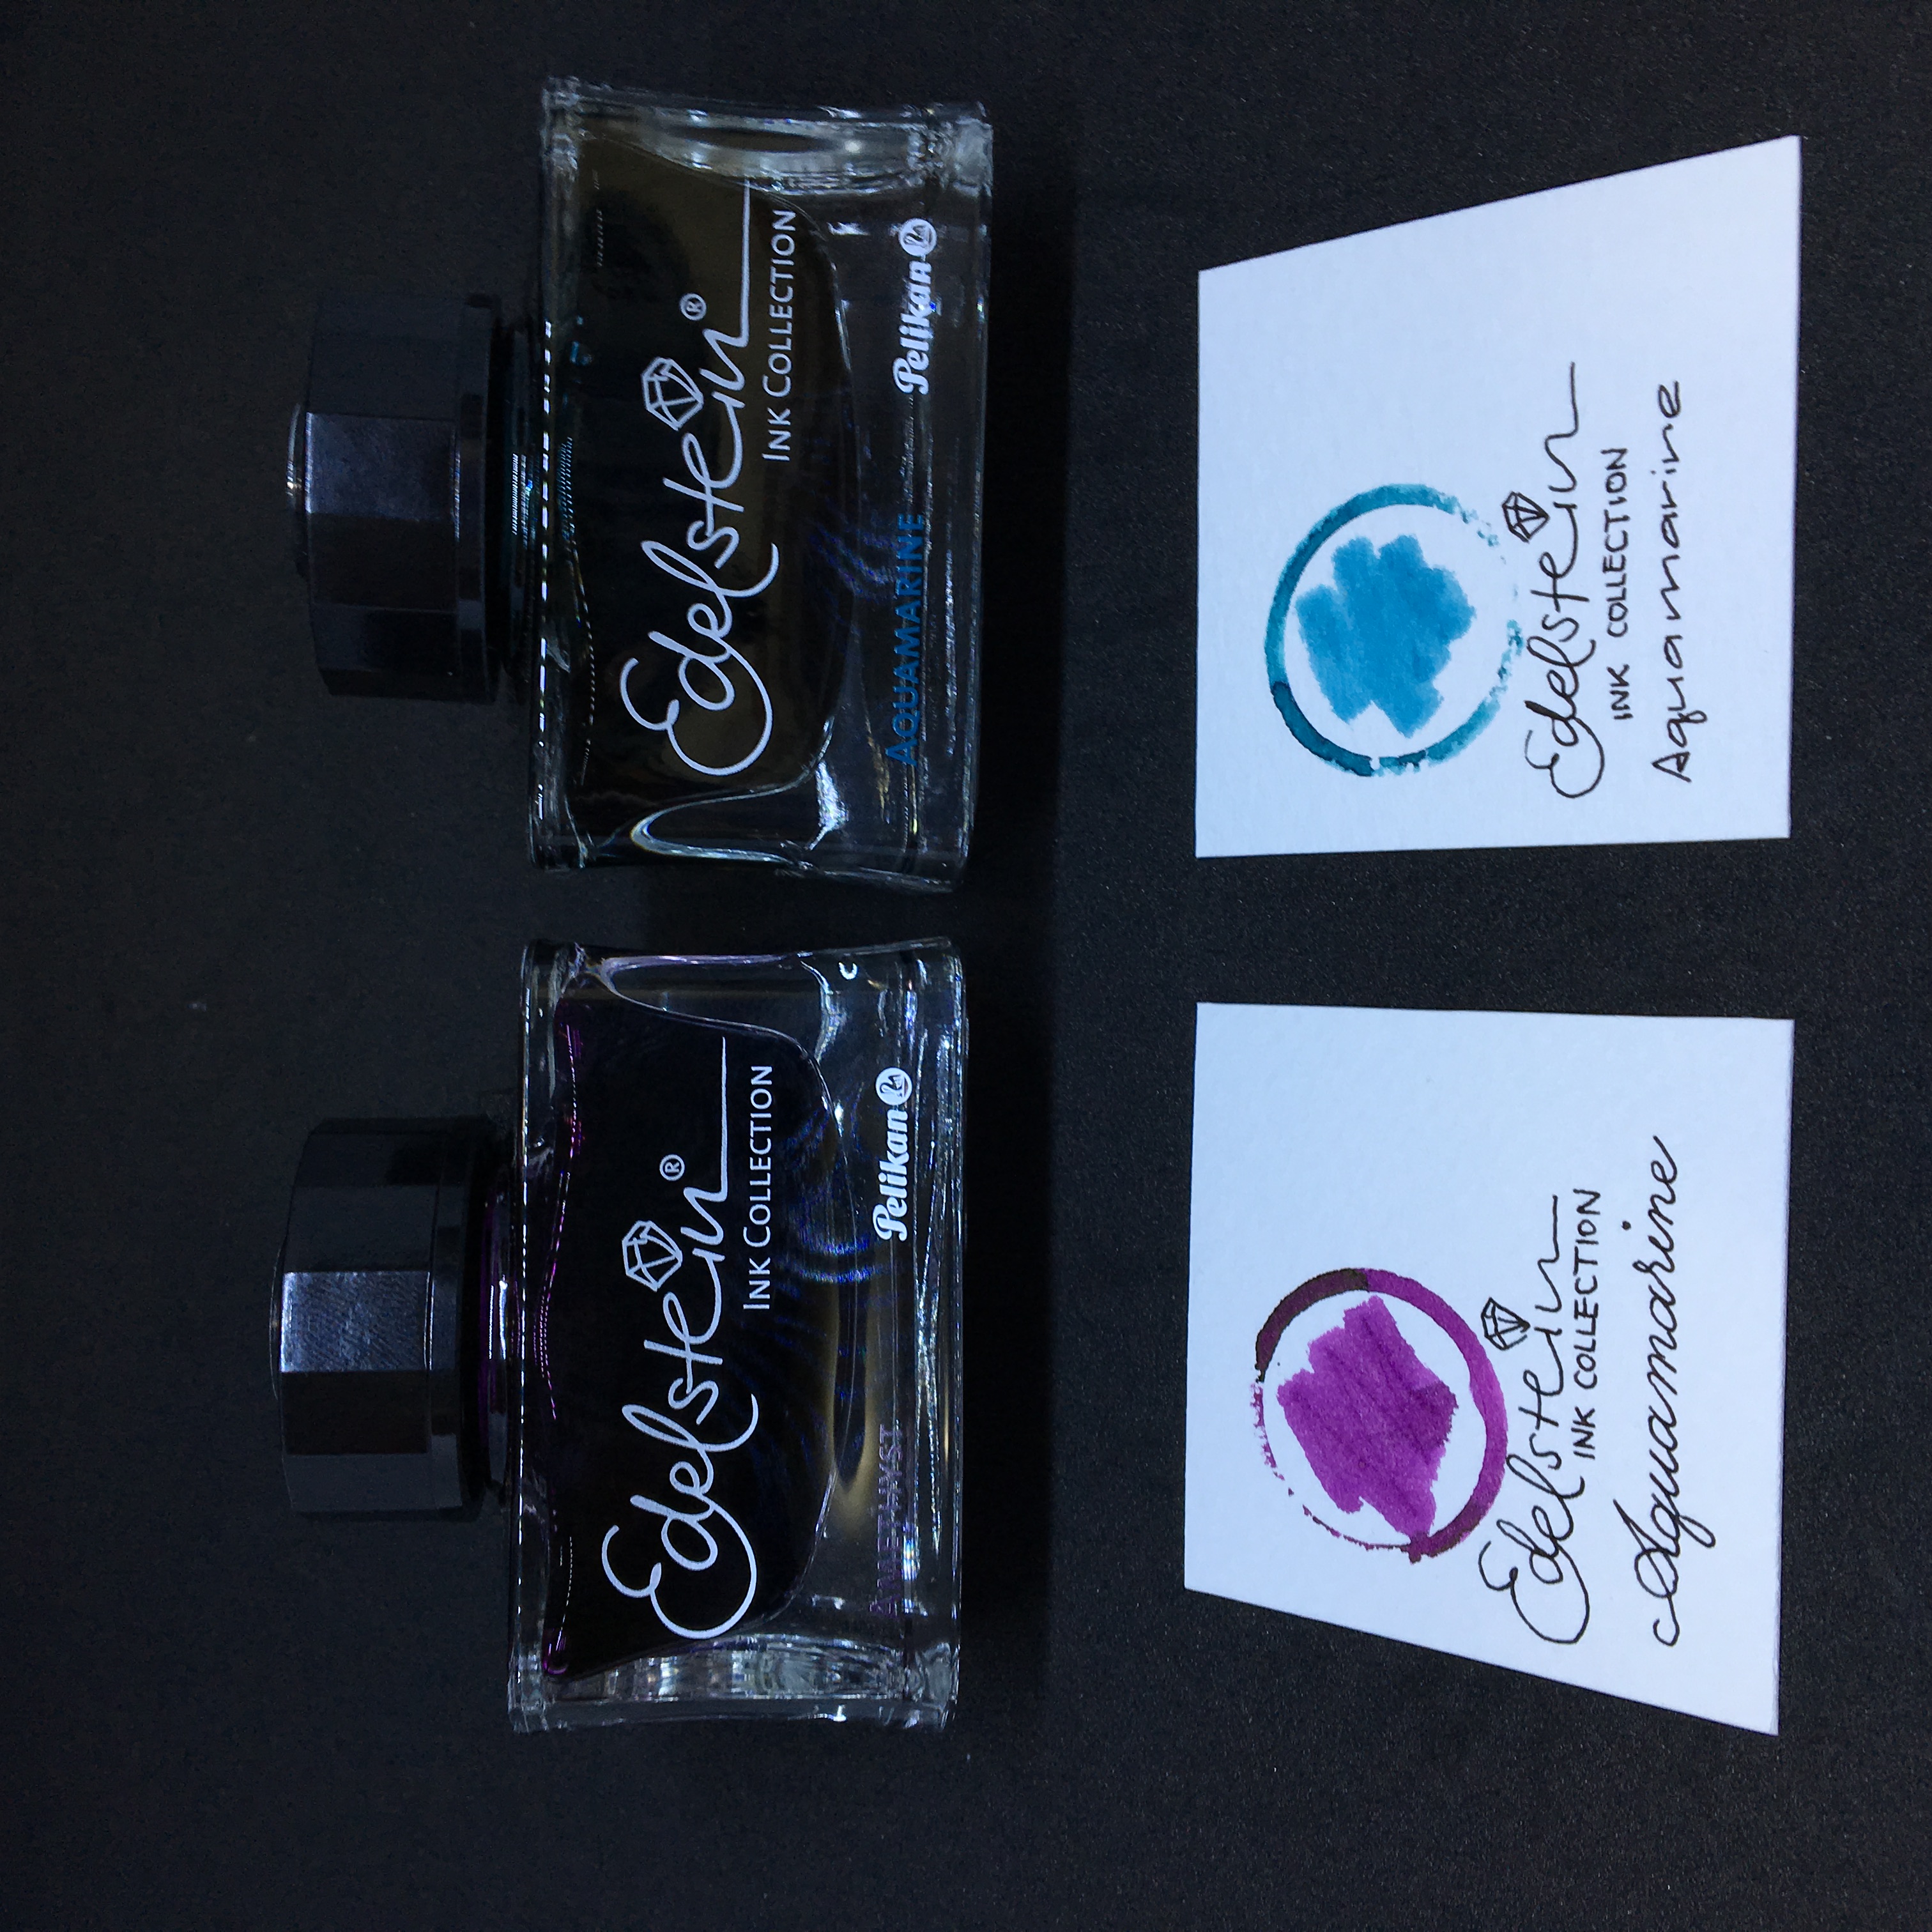 Edelstein®
INK COLLECTION
AMETHYST Pelikan
Edelstein®
INK COLLECTION
AQUAMARINE Pelikan
Edelstein
INK COLLECTION
Aquamarine
Edelstein
INK COLLECTION
Aquamarine